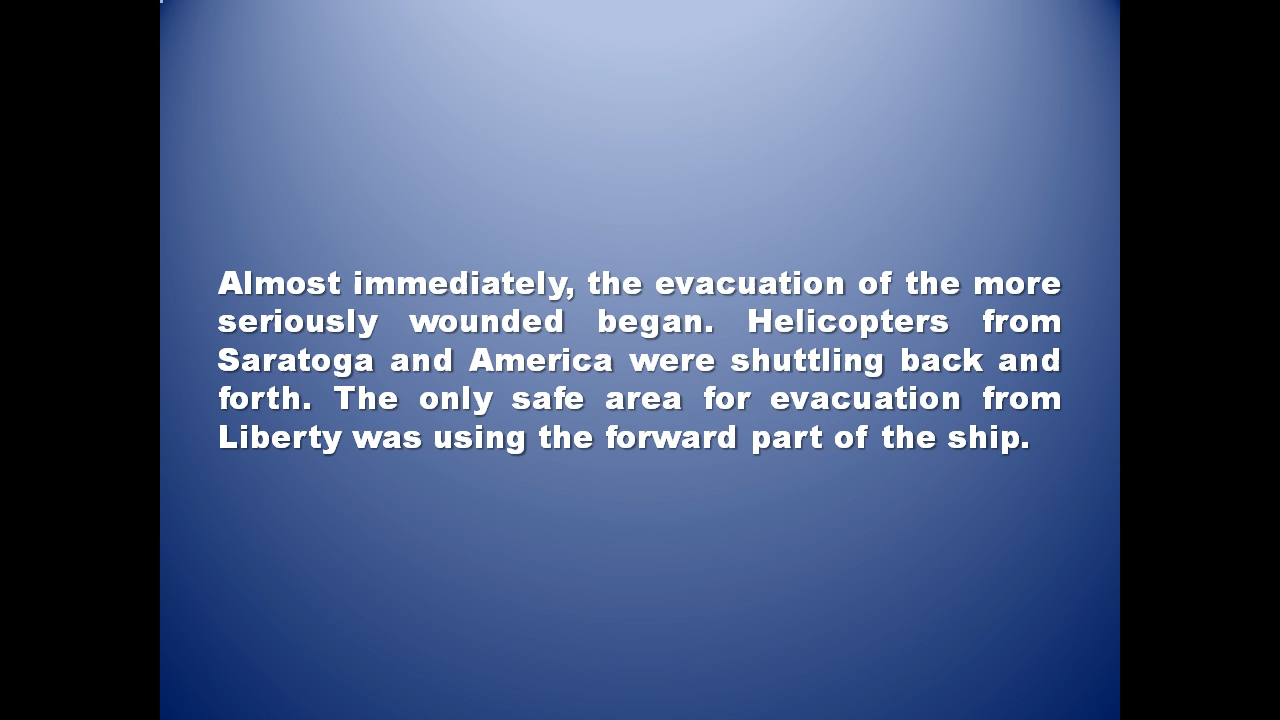 Almost immediately, the evacuation of the more
seriously wounded began. Helicopters from
Saratoga and America were shuttling back and
forth. The only safe area for evacuation from
Liberty was using the forward part of the ship.